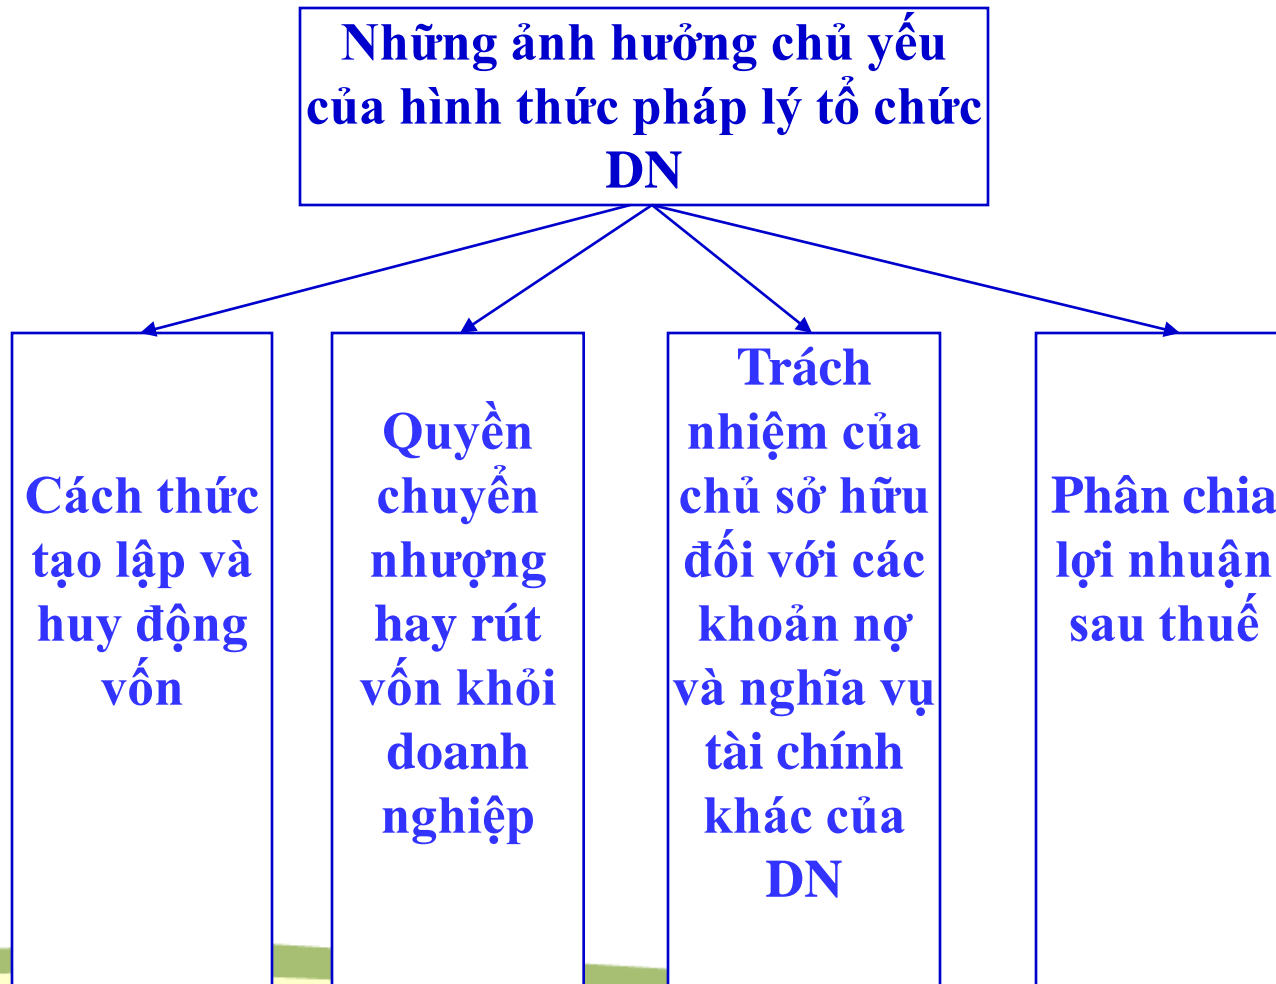 Những ảnh hưởng chủ yếu
của hình thức pháp lý tổ chức
DN
Cách thức
tạo lập và
huy động
vốn
Quyền
chuyển
nhượng
hay rút
vốn khỏi
doanh
nghiệp
Trách
nhiệm của
chủ sở hữu
đối với các
khoản nợ
và nghĩa vụ
tài chính
khác của
DN
Phân chia
lợi nhuận
sau thuế